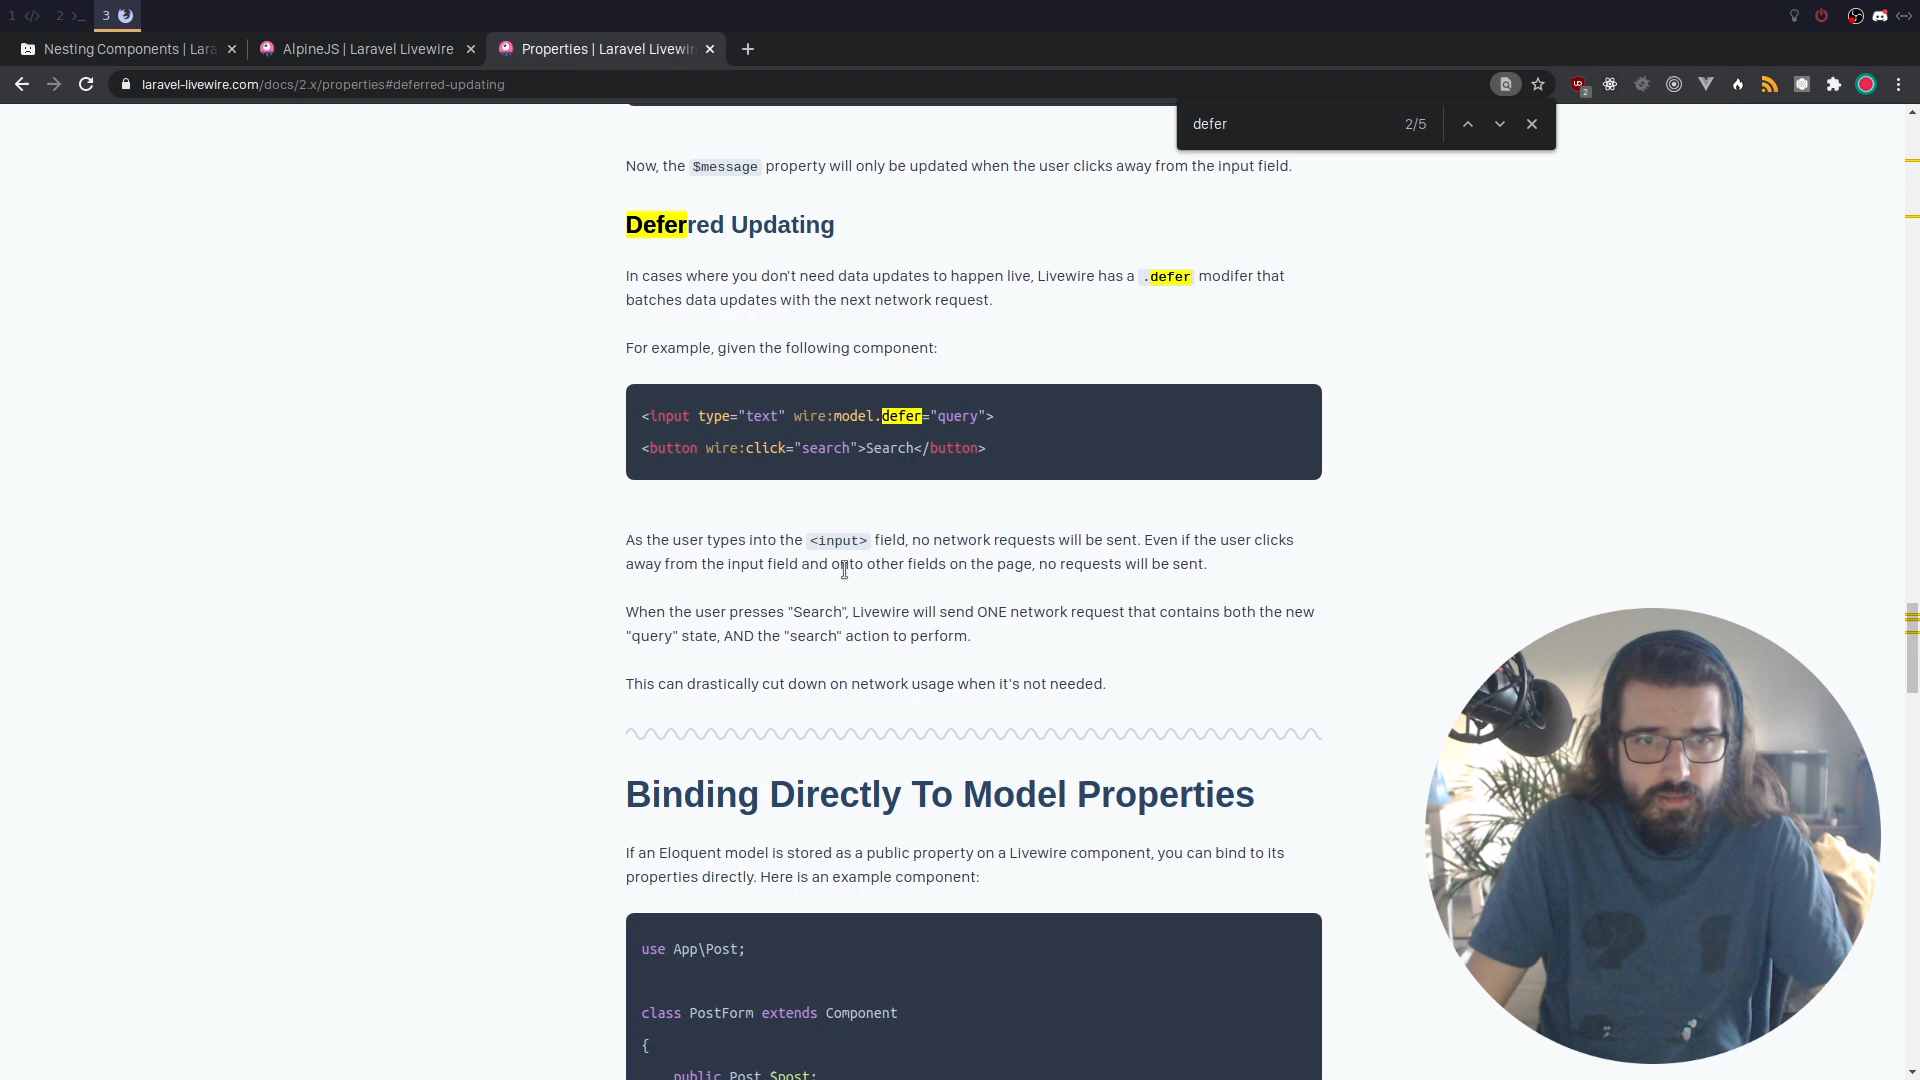 1 </> 2 >_ 3
Nesting Components | Lara
AlpineJS | Laravel Livewire
Properties | Laravel Livewir
laravel-livewire.com/docs/2.x/properties#deferred-updating
2
defer 2/5
Now, the $message property will only be updated when the user clicks away from the input field.
Deferred Updating
In cases where you don't need data updates to happen live, Livewire has a .defer modifer that
batches data updates with the next network request.
For example, given the following component:
<input type="text" wire:model.defer="query">
<button wire:click="search">Search</button>
As the user types into the <input> field, no network requests will be sent. Even if the user clicks
away from the input field and onto other fields on the page, no requests will be sent.
When the user presses "Search", Livewire will send ONE network request that contains both the new
"query" state, AND the "search" action to perform.
This can drastically cut down on network usage when it's not needed.
Binding Directly To Model Properties
If an Eloquent model is stored as a public property on a Livewire component, you can bind to its
properties directly. Here is an example component:
use App\Post;
class PostForm extends Component
{
public Post $post;